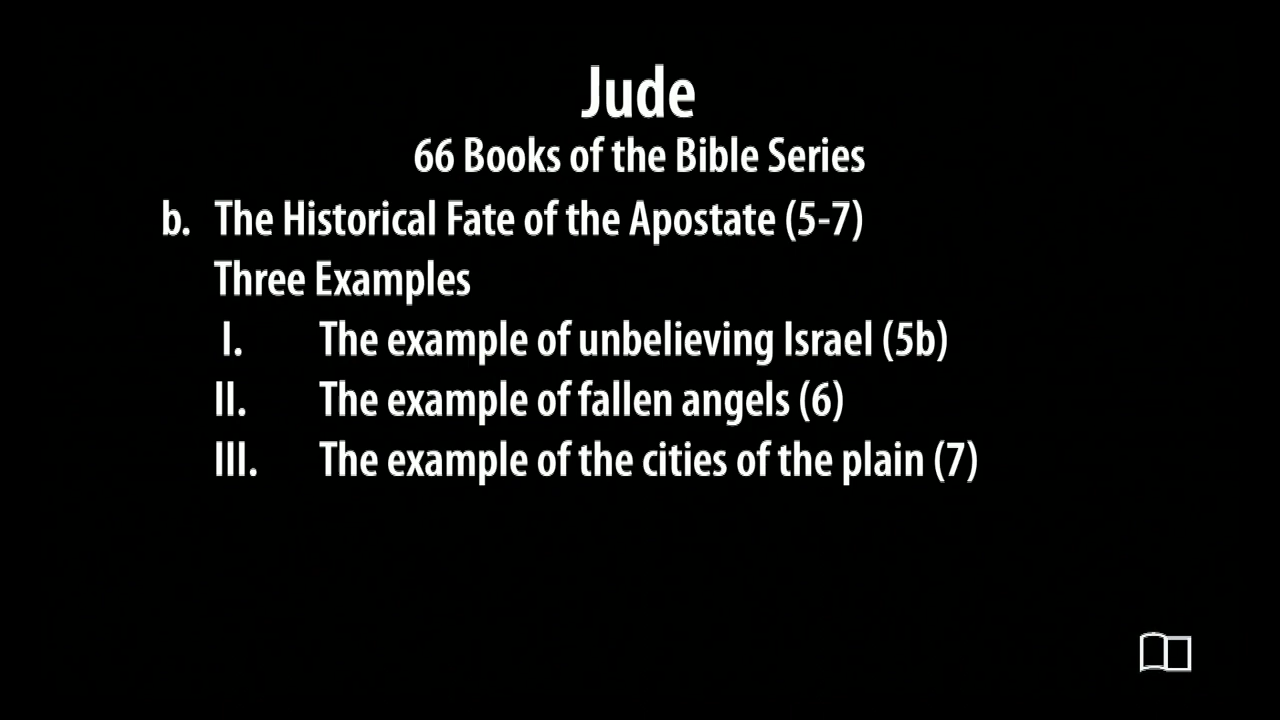 Jude
66 Books of the Bible Series
b. The Historical Fate of the Apostate (5-7)
Three Examples
I. The example of unbelieving Israel (5b)
II. The example of fallen angels (6)
III. The example of the cities of the plain (7)